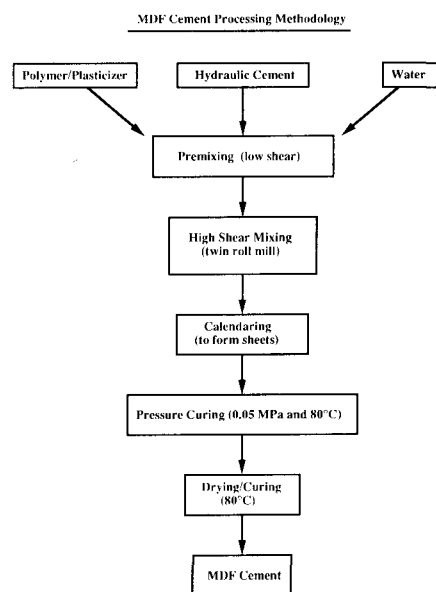 MDF Cement Processing Methodology
Polymer/Plasticizer
Hydraulic Cement
Water
Premixing (low shear)
High Shear Mixing
(twin roll mill)
Calendaring
(to form sheets)
Pressure Curing (0.05 MPa and 80°C)
Drying/Curing
(80°C)
MDF Cement